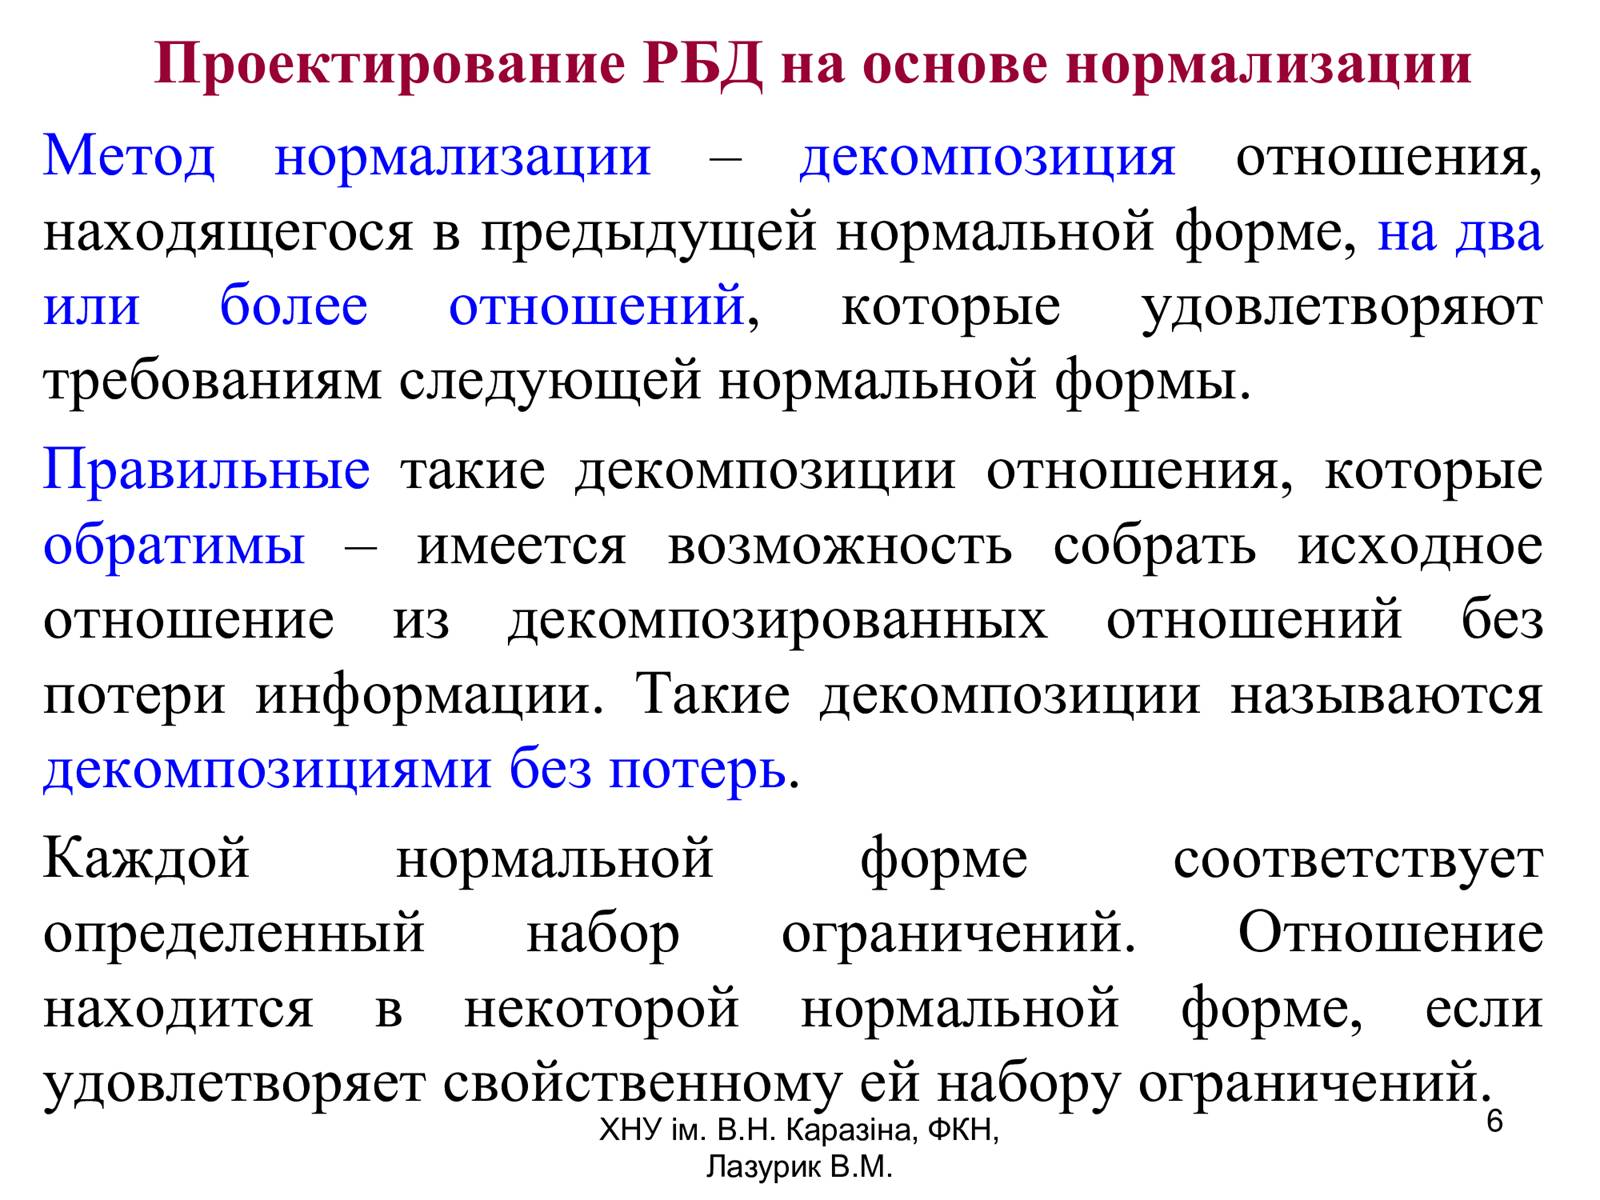 Проектирование РБД на основе нормализации
Метод нормализации – декомпозиция отношения,
находящегося в предыдущей нормальной форме, на два
или более отношений, которые удовлетворяют
требованиям следующей нормальной формы.
Правильные такие декомпозиции отношения, которые
обратимы – имеется возможность собрать исходное
отношение из декомпозированных отношений без
потери информации. Такие декомпозиции называются
декомпозициями без потерь.
Каждой нормальной форме соответствует
определенный набор ограничений. Отношение
находится в некоторой нормальной форме, если
удовлетворяет свойственному ей набору ограничений.
ХНУ ім. В.Н. Каразіна, ФКН,
Лазурик В.М.
6